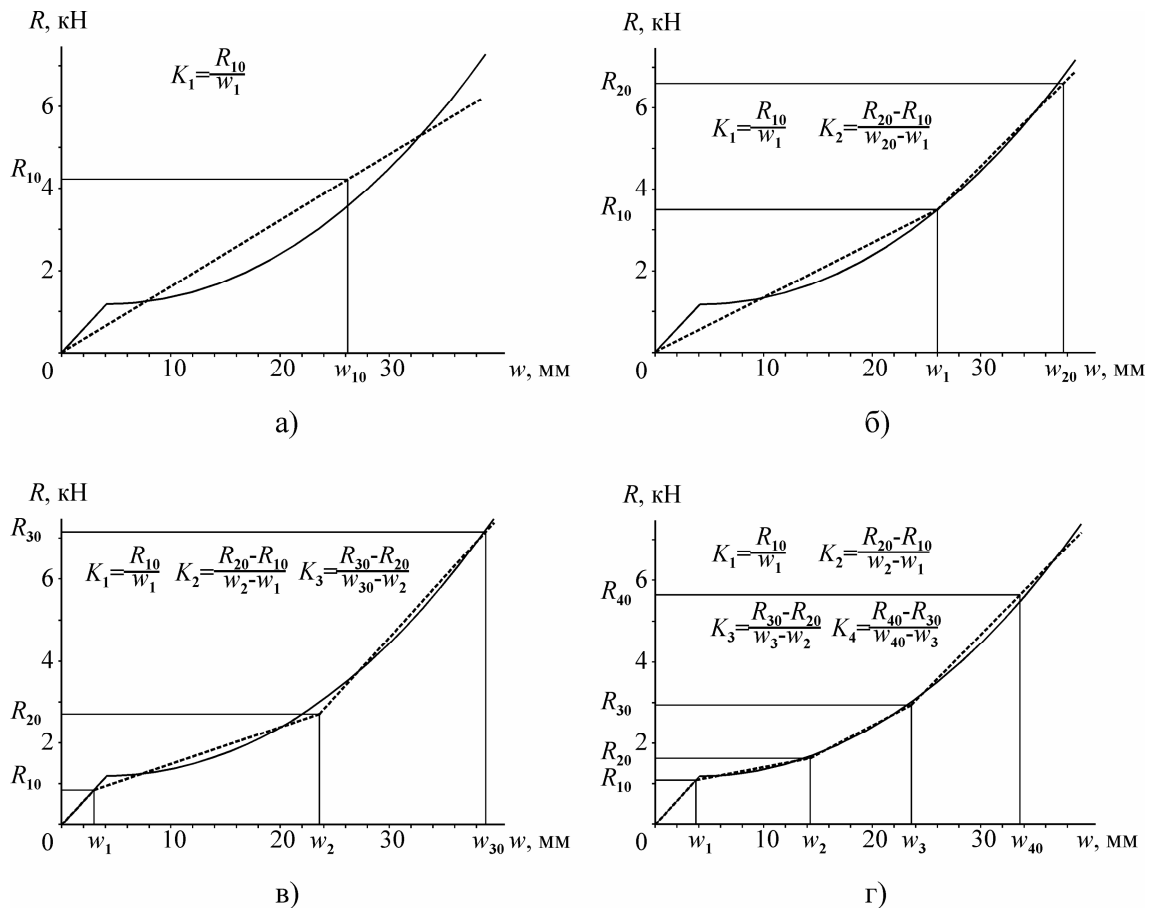 R, кН
K1=R10/w1
6
R10
4
2
0 10 20 w10 30 w, мм
а)
R, кН
R20
6
K1=R10/w1 K2=R20-R10/w20-w1
4
R10
2
0 10 20 w1 30 w20 w, мм
б)
R, кН
R30
K1=R10/w1 K2=R20-R10/w2-w1 K3=R30-R20/w30-w2
6
4
R20
2
R10
0 w1 10 20 w2 30 w30 w, мм
в)
R, кН
K1=R10/w1 K2=R20-R10/w2-w1
6
R40
K3=R30-R20/w3-w2 K4=R40-R30/w40-w3
4
R30
2
R20
R10
0 w1 10 w2 20 w3 30 w40 w, мм
г)